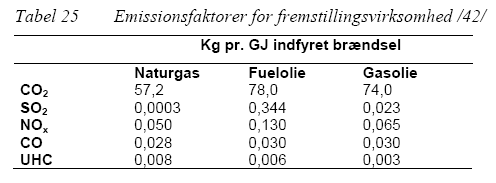 Tabel 25 Emissionsfaktorer for fremstillingsvirksomhed /42/
Kg pr. GJ indfyret brændsel
Naturgas Fuelolie Gasolie
CO₂ 57,2 78,0 74,0
SO₂ 0,0003 0,344 0,023
NOₓ 0,050 0,130 0,065
CO 0,028 0,030 0,030
UHC 0,008 0,006 0,003